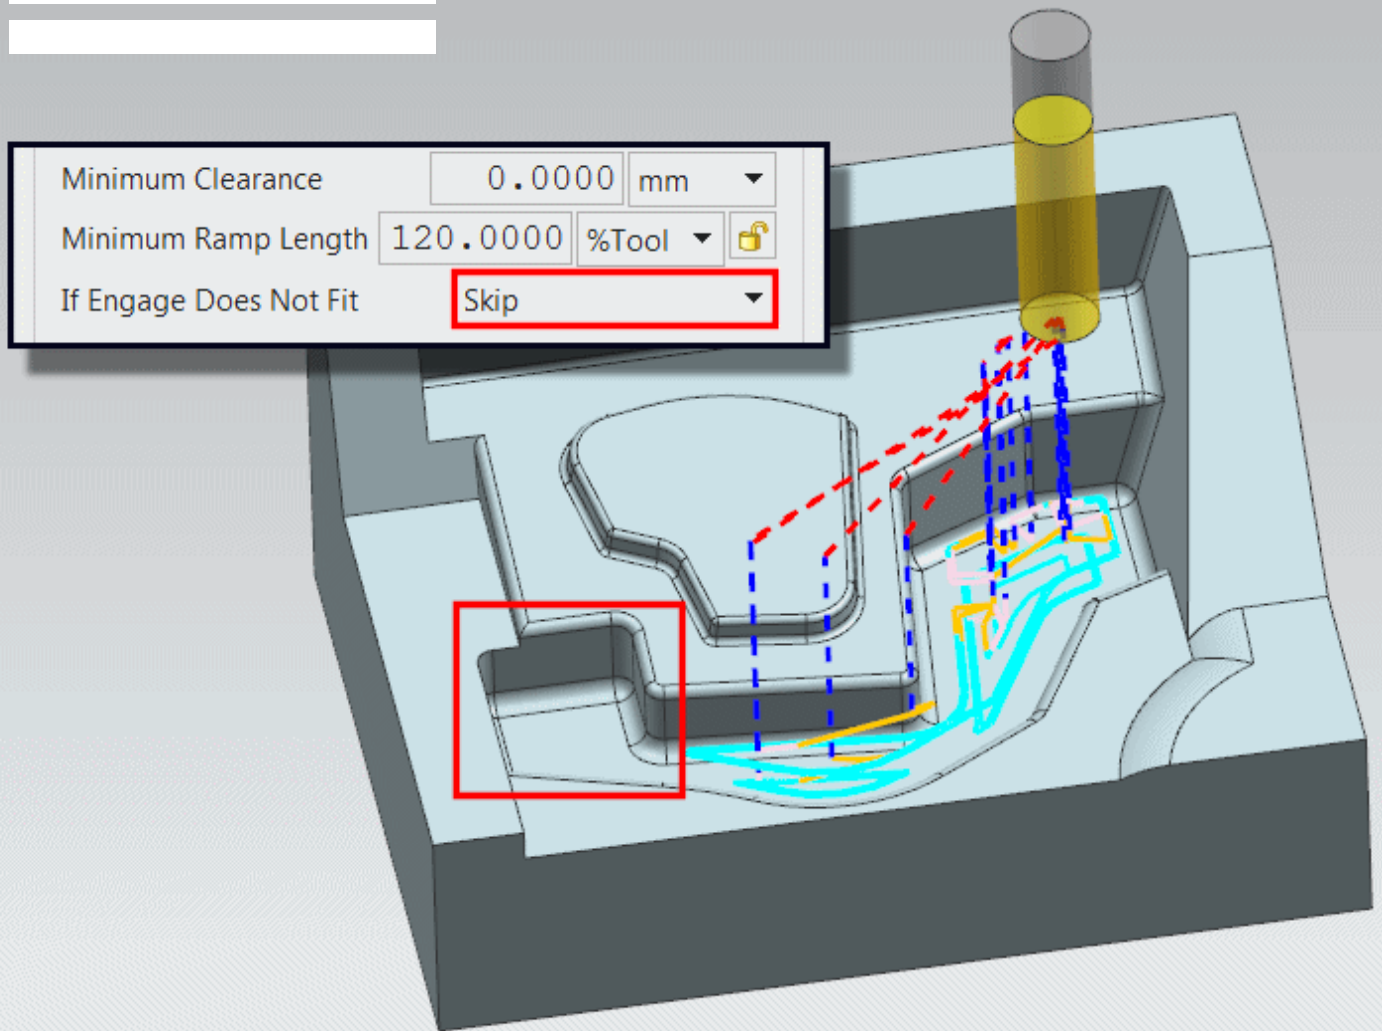 Minimum Clearance 0.0000 mm
Minimum Ramp Length 120.0000 %Tool
If Engage Does Not Fit Skip